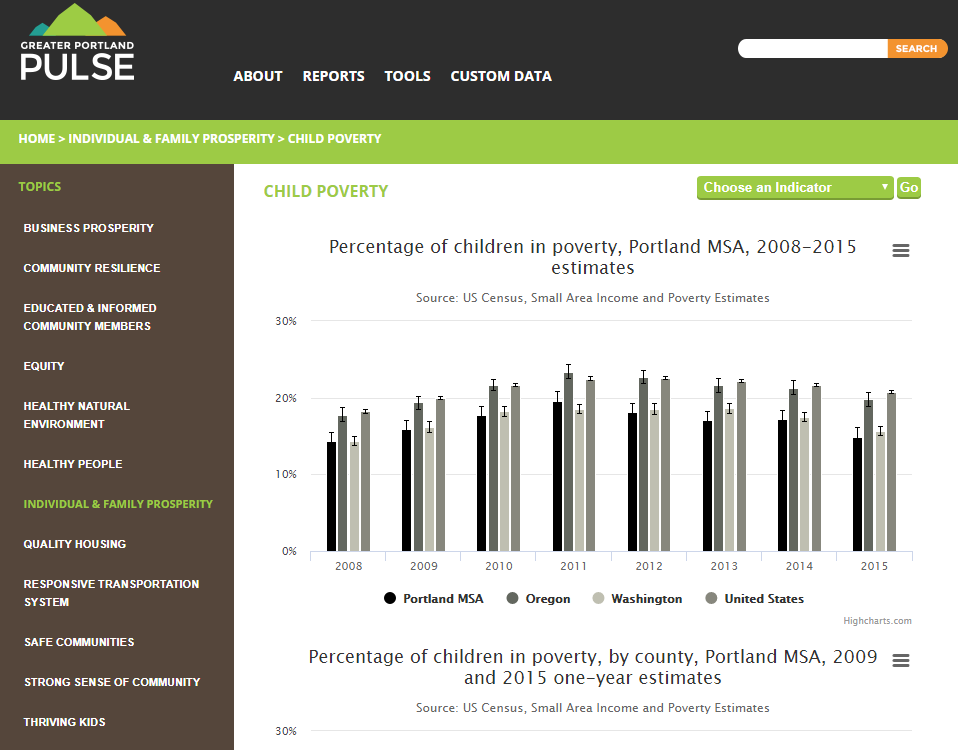 GREATER PORTLAND
PULSE
ABOUT REPORTS TOOLS CUSTOM DATA
SEARCH
HOME > INDIVIDUAL & FAMILY PROSPERITY > CHILD POVERTY
TOPICS
BUSINESS PROSPERITY
COMMUNITY RESILIENCE
EDUCATED & INFORMED
COMMUNITY MEMBERS
EQUITY
HEALTHY NATURAL
ENVIRONMENT
HEALTHY PEOPLE
INDIVIDUAL & FAMILY PROSPERITY
QUALITY HOUSING
RESPONSIVE TRANSPORTATION
SYSTEM
SAFE COMMUNITIES
STRONG SENSE OF COMMUNITY
THRIVING KIDS
CHILD POVERTY
Choose an Indicator Go
Percentage of children in poverty, Portland MSA, 2008-2015
estimates
Source: US Census, Small Area Income and Poverty Estimates
30%
20%
10%
0%
2008 2009 2010 2011 2012 2013 2014 2015
Portland MSA Oregon Washington United States
Highcharts.com
Percentage of children in poverty, by county, Portland MSA, 2009
and 2015 one-year estimates
Source: US Census, Small Area Income and Poverty Estimates
30%